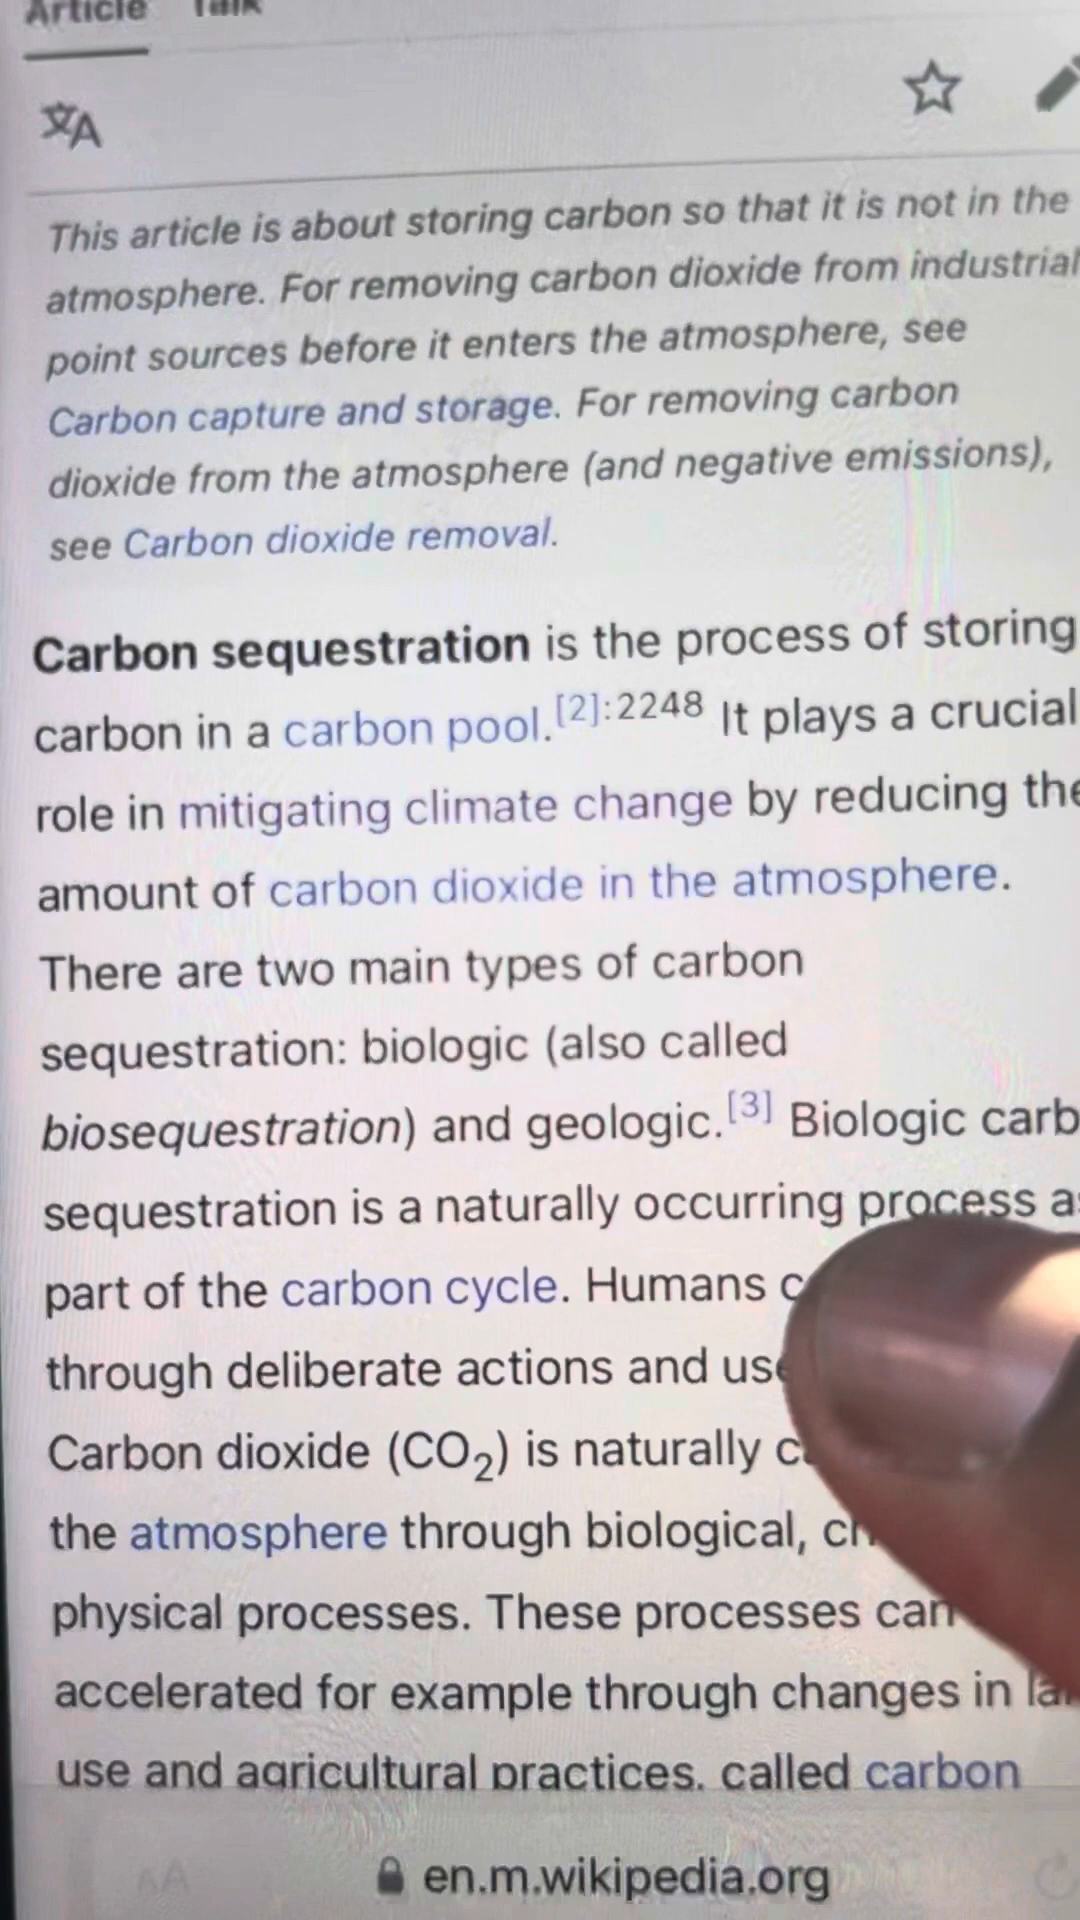 Article Talk
This article is about storing carbon so that it is not in the
atmosphere. For removing carbon dioxide from industrial
point sources before it enters the atmosphere, see
Carbon capture and storage. For removing carbon
dioxide from the atmosphere (and negative emissions),
see Carbon dioxide removal.
Carbon sequestration is the process of storing
carbon in a carbon pool.[2]:2248 It plays a crucial
role in mitigating climate change by reducing the
amount of carbon dioxide in the atmosphere.
There are two main types of carbon
sequestration: biologic (also called
biosequestration) and geologic.[3] Biologic carb
sequestration is a naturally occurring process as
part of the carbon cycle. Humans
through deliberate actions and use
Carbon dioxide (CO₂) is naturally
the atmosphere through biological,
physical processes. These processes can
accelerated for example through changes in
use and agricultural practices, called carbon
AA en.m.wikipedia.org